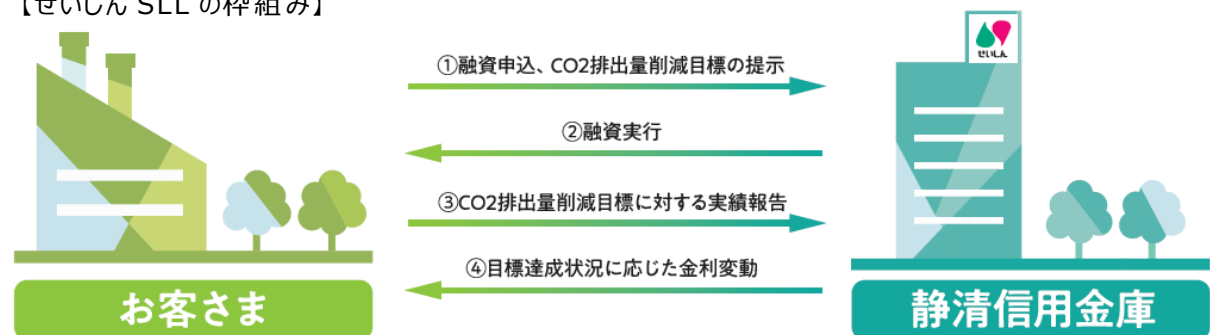 【せいしん SLL の枠組み】
せいしん
①融資申込、CO2排出量削減目標の提示
②融資実行
③CO2排出量削減目標に対する実績報告
④目標達成状況に応じた金利変動
お客さま
静清信用金庫